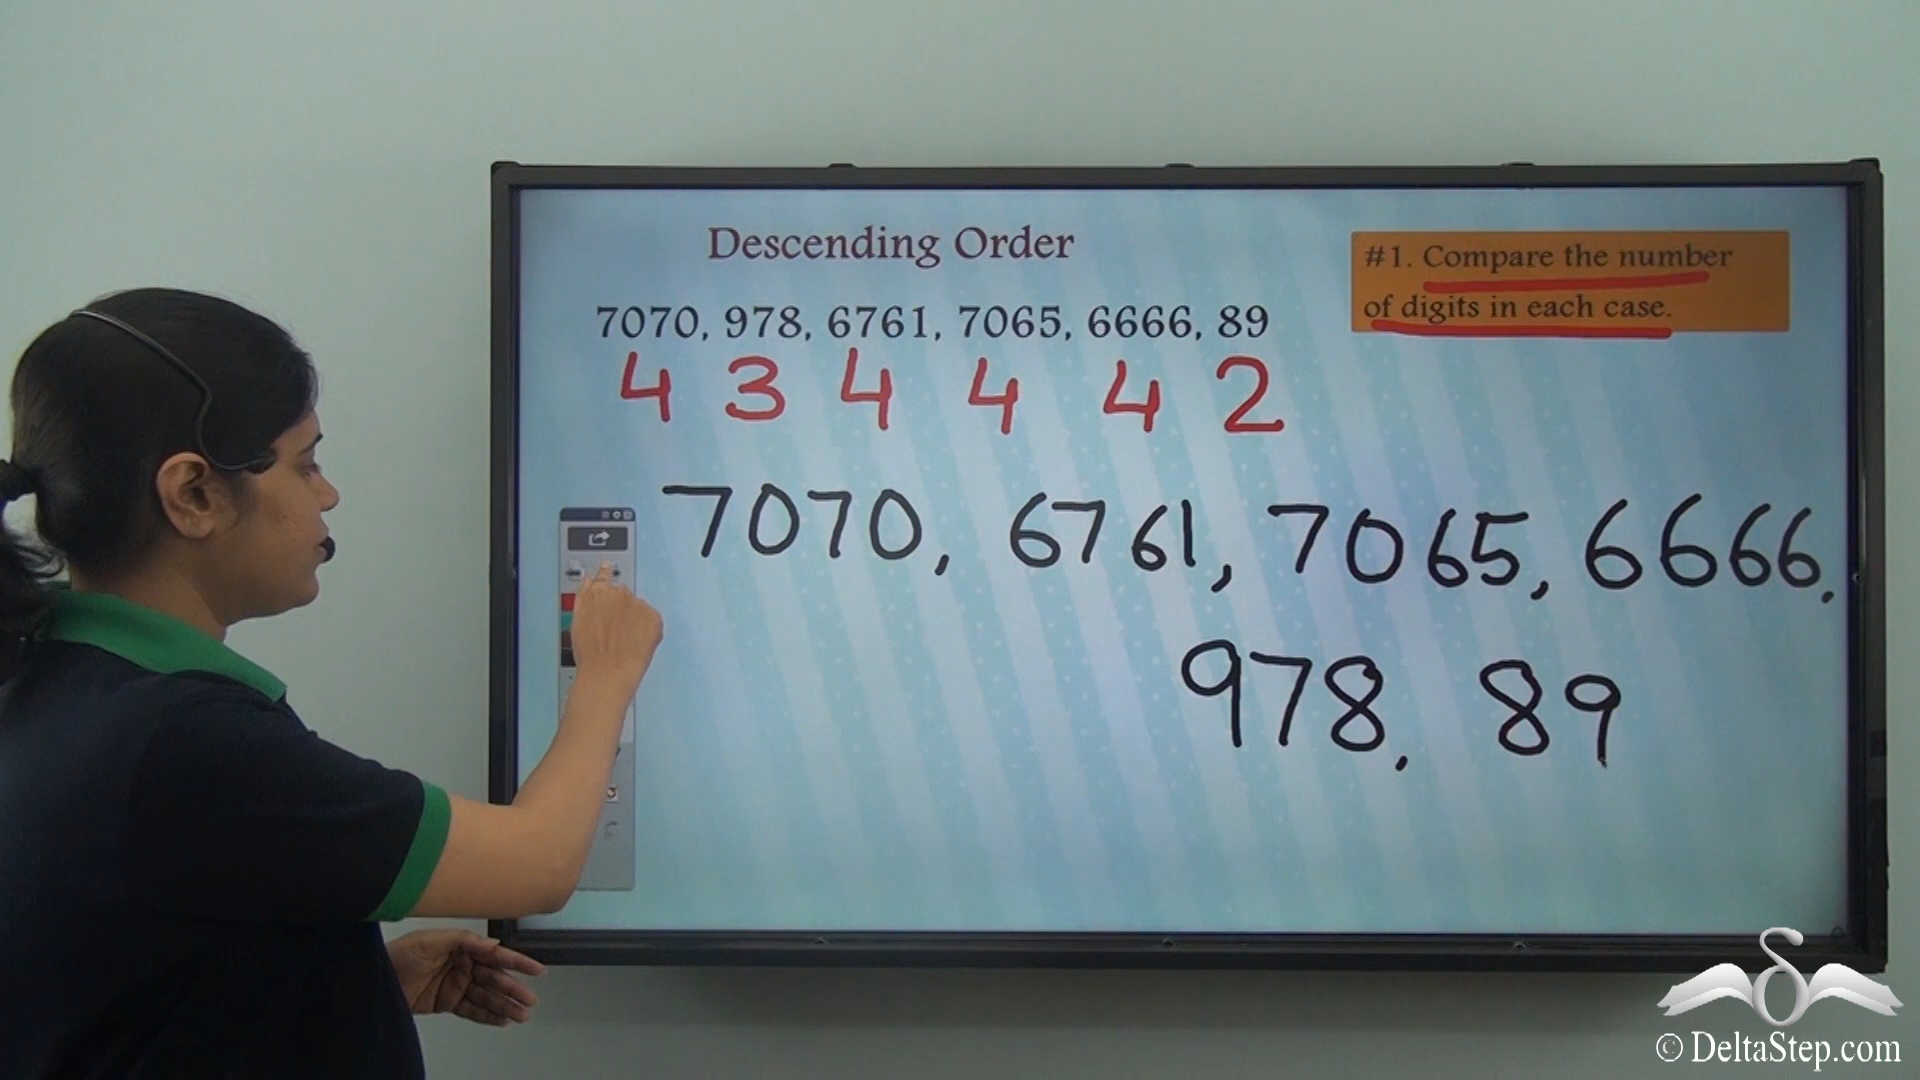 Descending Order
#1. Compare the number
of digits in each case.
7070, 978, 6761, 7065, 6666, 89
4 3 4 4 4 2
7070, 6761, 7065, 6666,
978, 89
© DeltaStep.com